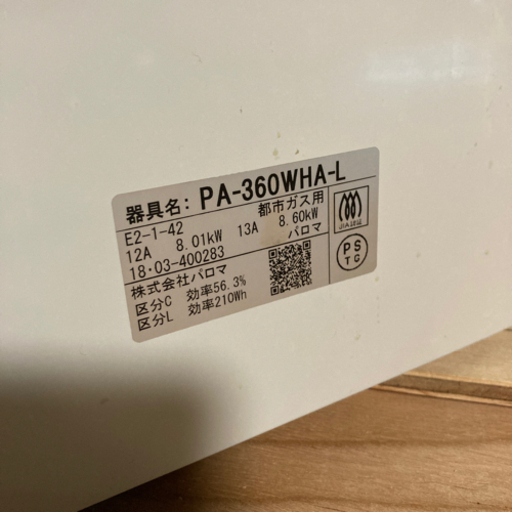 器具名: PA-360WHA-L
E2-1-42 都市ガス用
12A 8.01kW 13A 8.60kW
18・03-400283 パロマ
株式会社パロマ
区分C 効率56.3%
区分L 効率210Wh
PS
TG